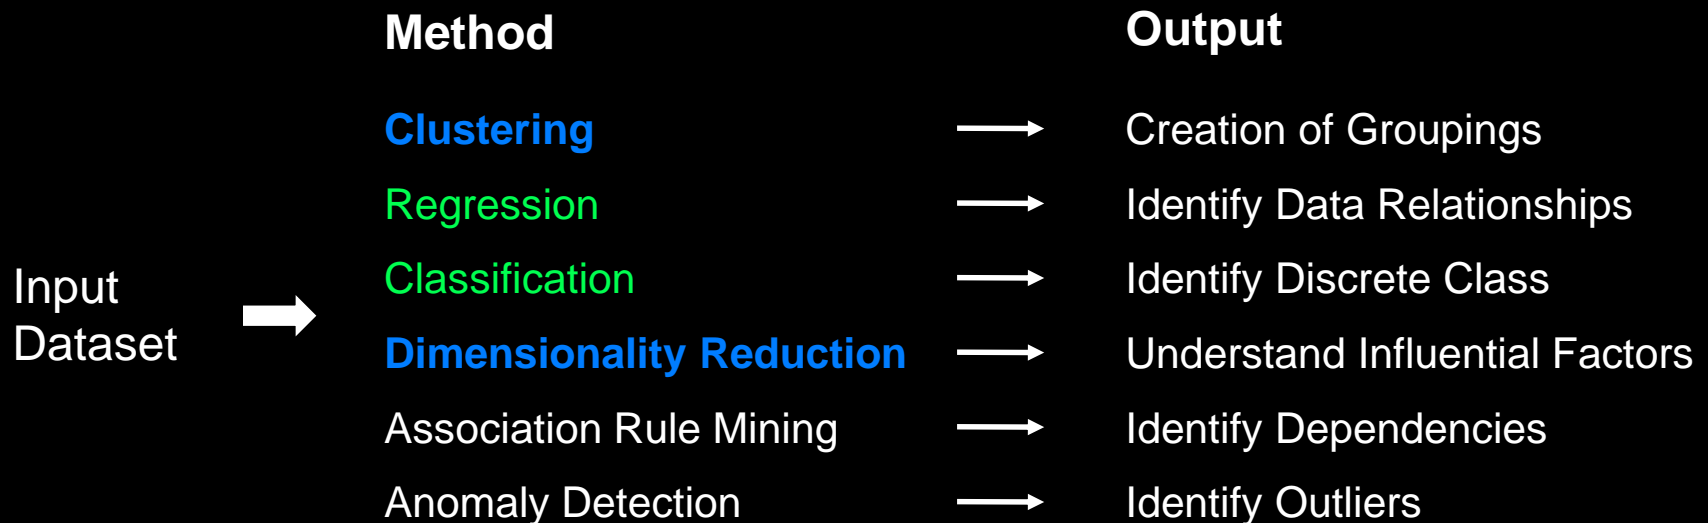 Method Output
Clustering Creation of Groupings
Regression Identify Data Relationships
Input
Dataset
Classification Identify Discrete Class
Dimensionality Reduction Understand Influential Factors
Association Rule Mining Identify Dependencies
Anomaly Detection Identify Outliers